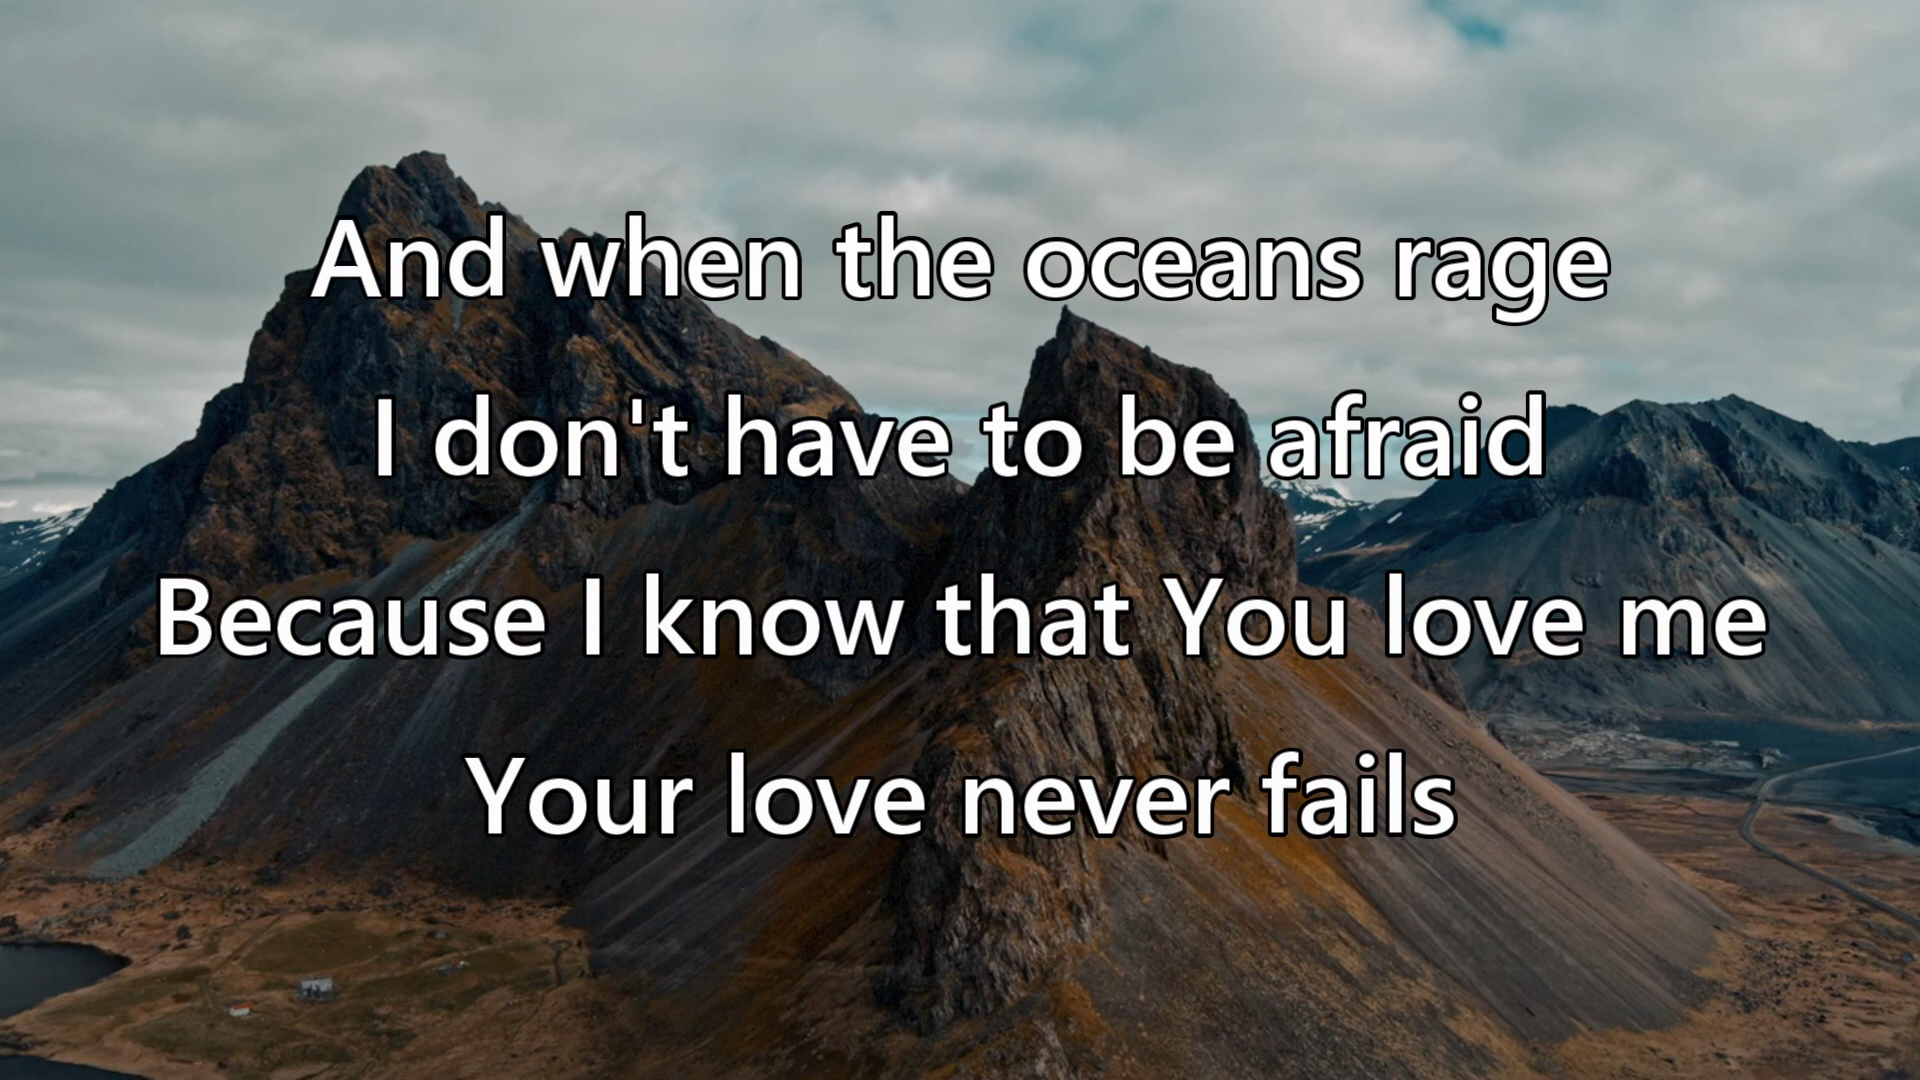 And when the oceans rage
I don't have to be afraid
Because I know that You love me
Your love never fails